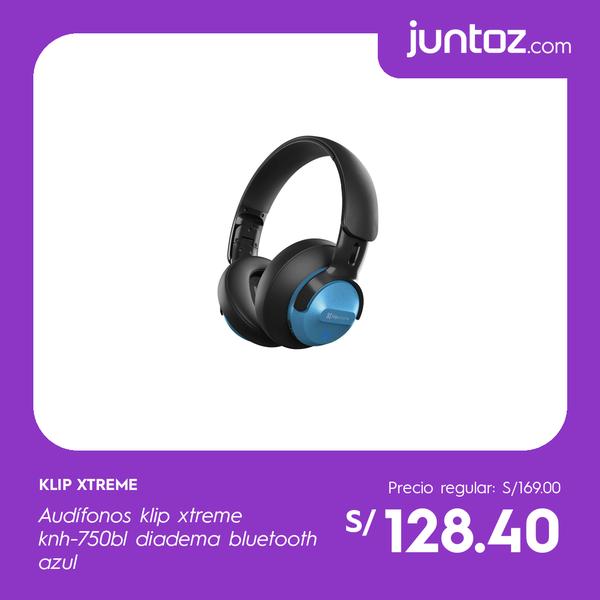 juntoz.com
KLIP XTREME
Audífonos klip xtreme
knh-750bl diadema bluetooth
azul
Precio regular: S/169.00
S/ 128.40